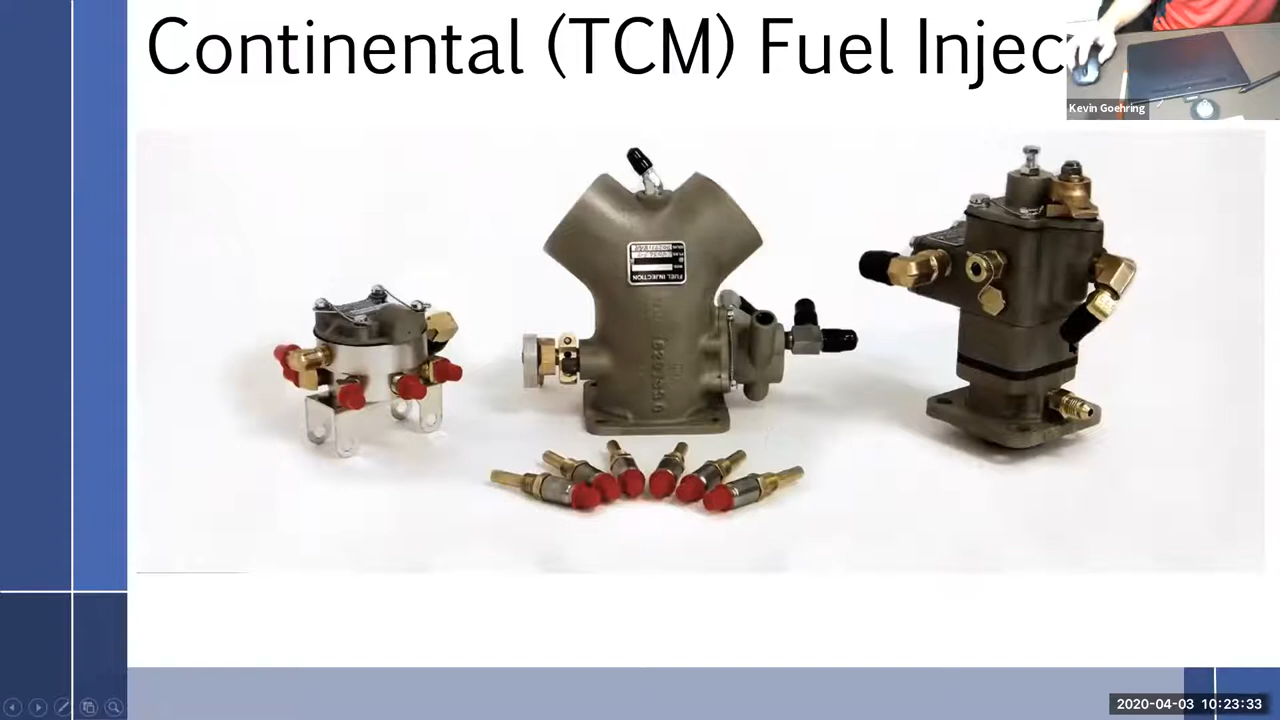 Continental (TCM) Fuel Injec
Kevin Goehring
FUEL INJECTION
2020-04-03 10:23:33